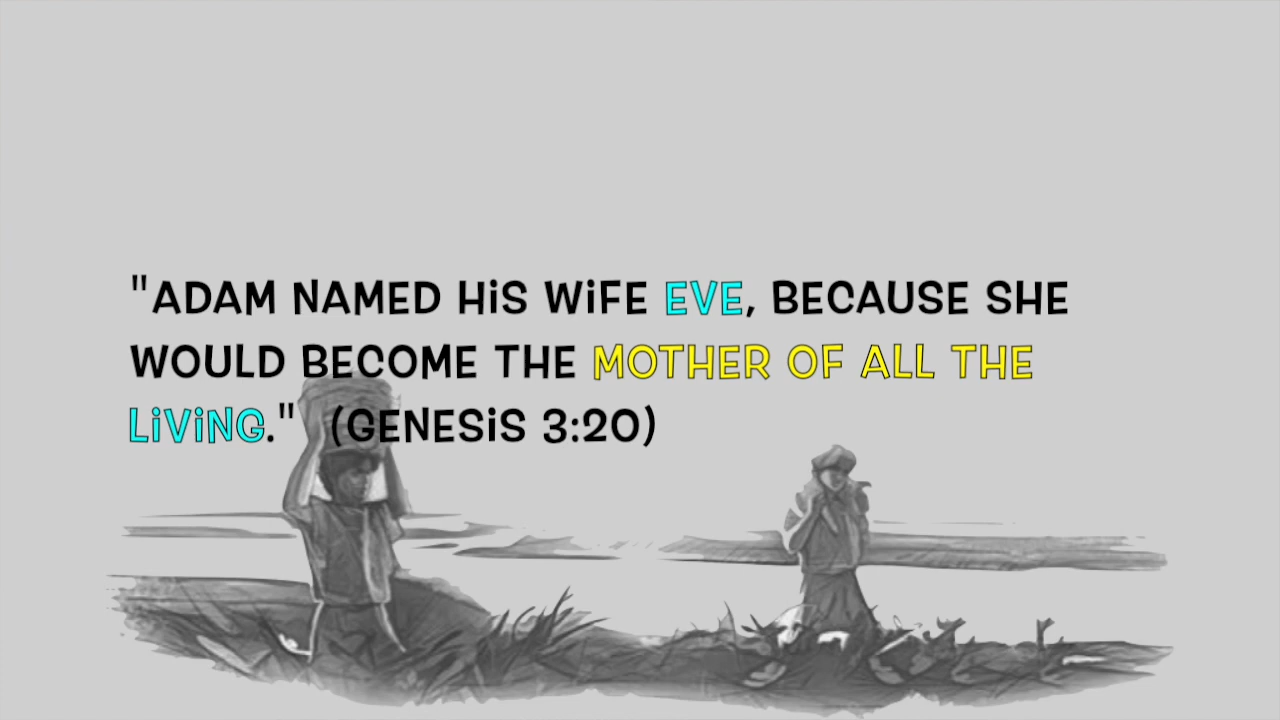 "ADAM NAMED HiS WiFE EVE, BECAUSE SHE
WOULD BECOME THE MOTHER OF ALL THE
LiViNG." (GENESiS 3:20)